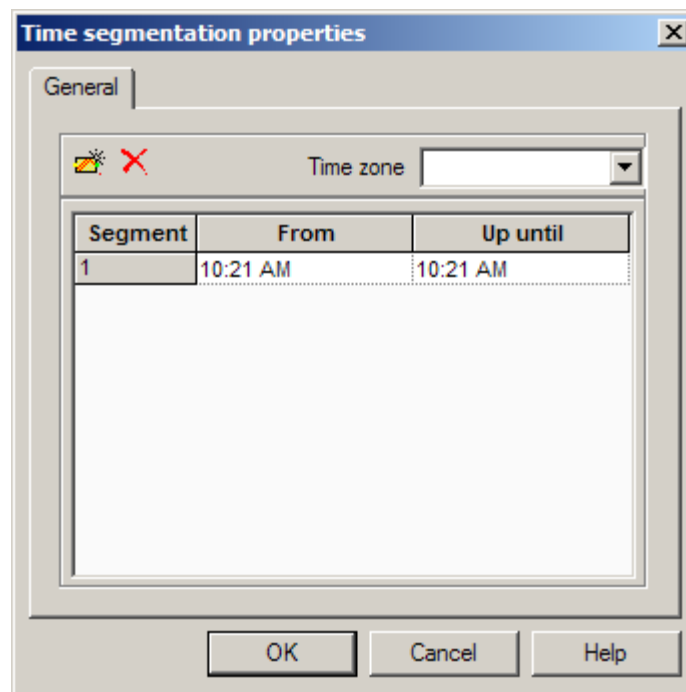 Time segmentation properties
General
Time zone
Segment From Up until
1 10:21 AM 10:21 AM
OK Cancel Help